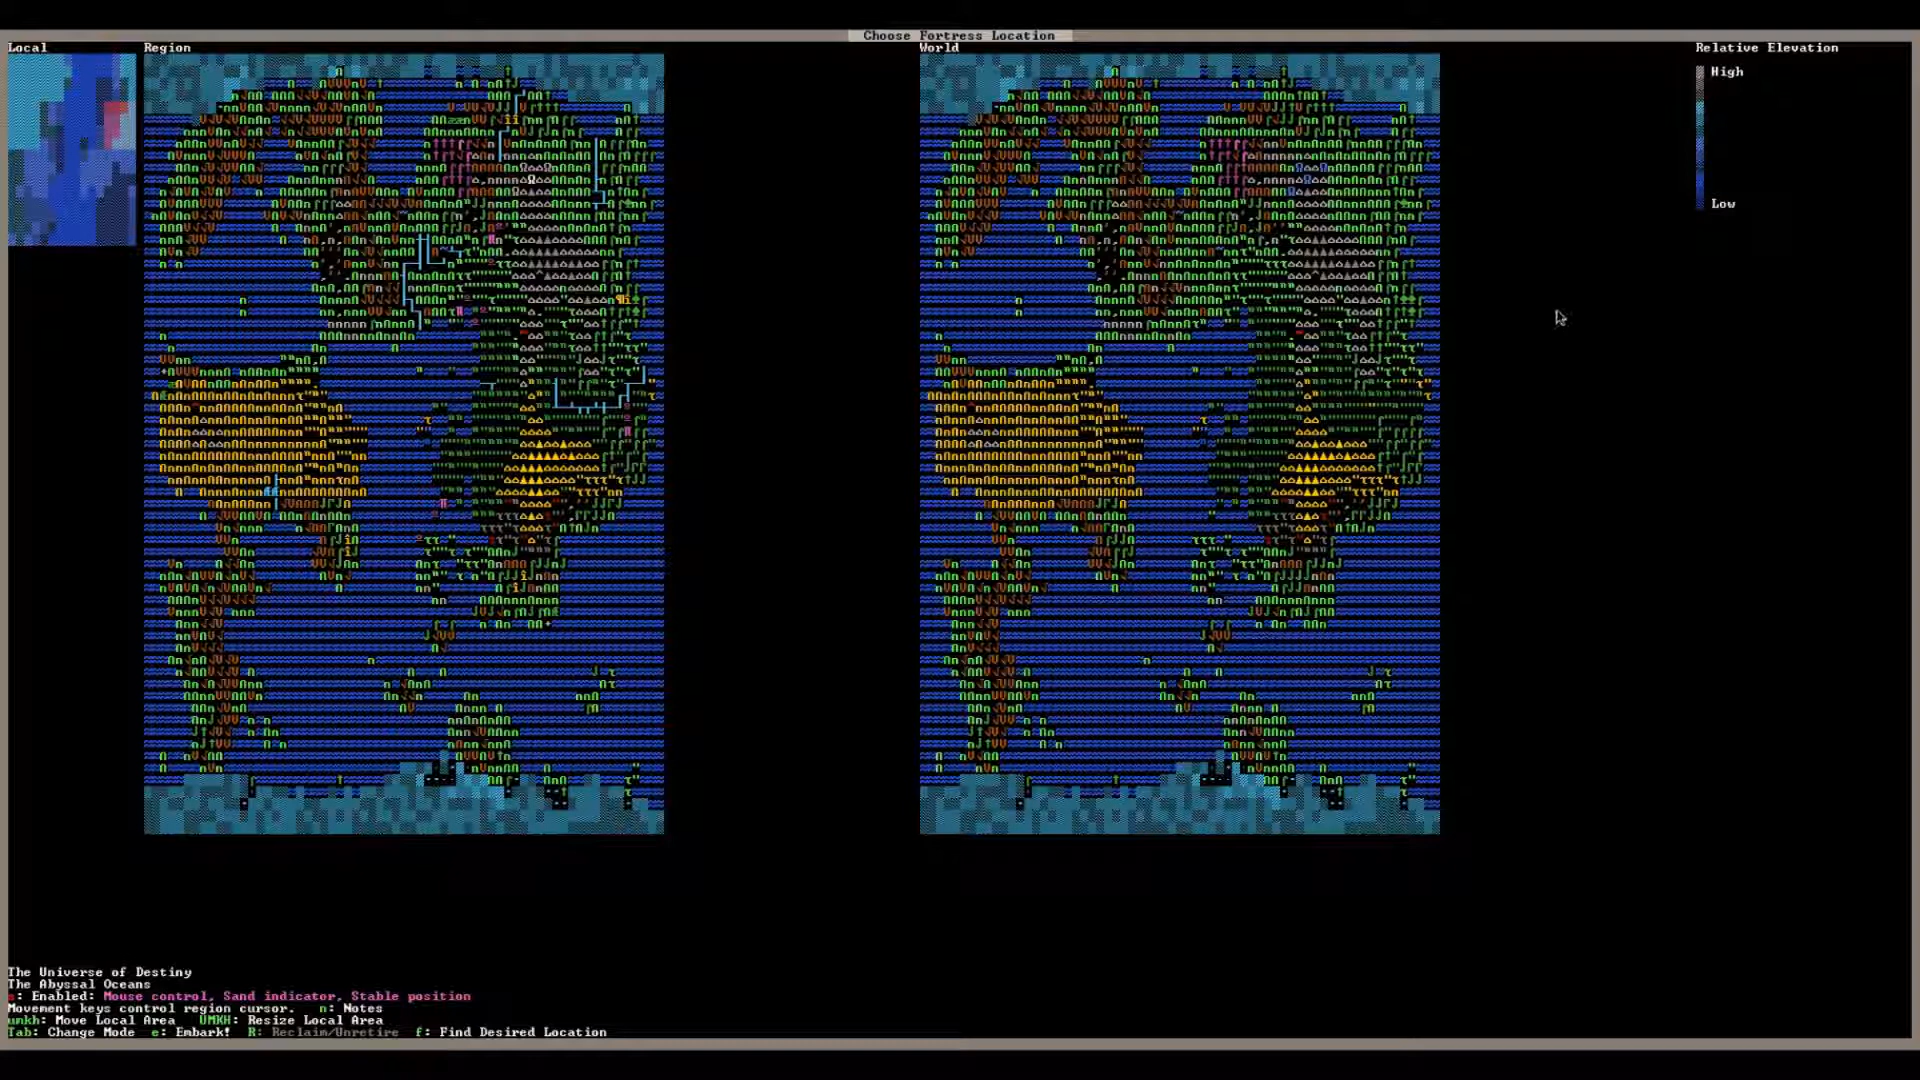 Choose Fortress Location
Local
Region
World
Relative Elevation
High
Low
The Universe of Destiny
The Abyssal Oceans
s: Enabled: Mouse control, Sand indicator, Stable position
Movement keys control region cursor.  n: Notes
umkh: Move Local Area  UMKH: Resize Local Area
Tab: Change Mode  e: Embark!  R: Reclaim/Unretire  f: Find Desired Location